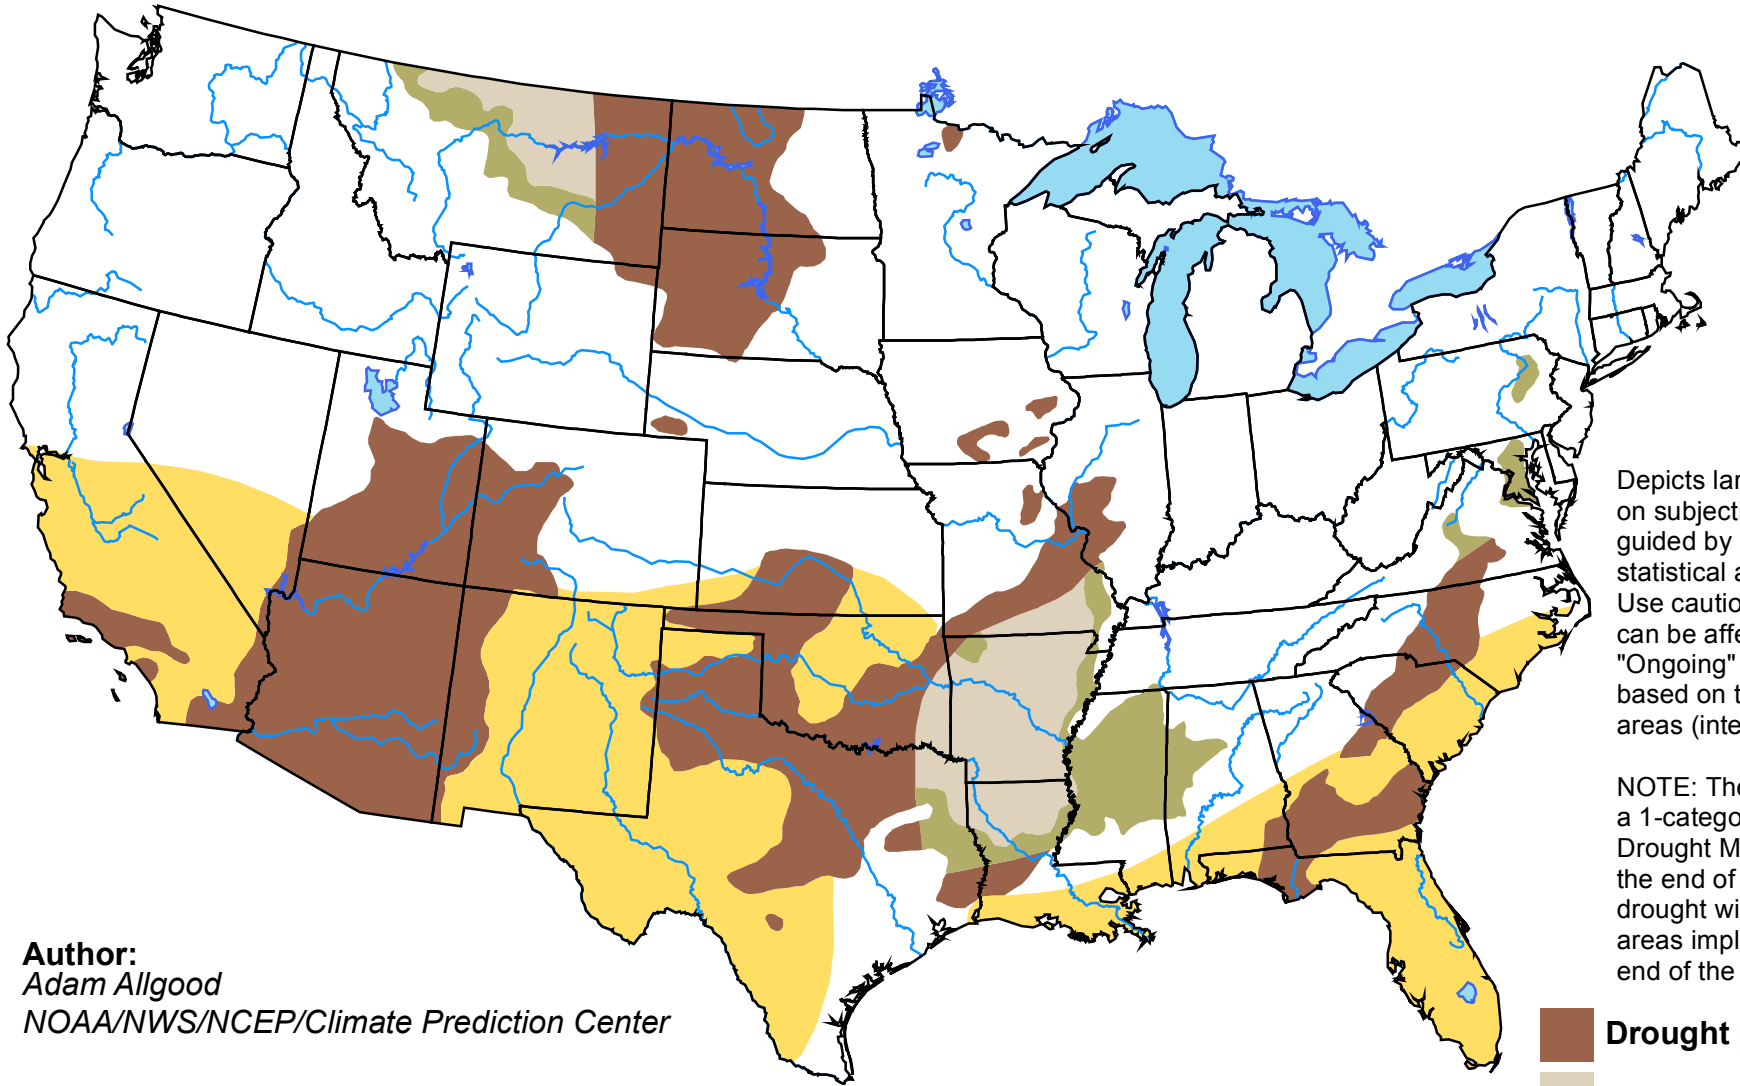 Depicts lar
on subjecti
guided by
statistical a
Use cautio
can be affe
"Ongoing"
based on t
areas (inte
NOTE: The
a 1-catego
Drought M
the end of
drought wi
areas impl
end of the
Author:
Adam Allgood
NOAA/NWS/NCEP/Climate Prediction Center
Drought